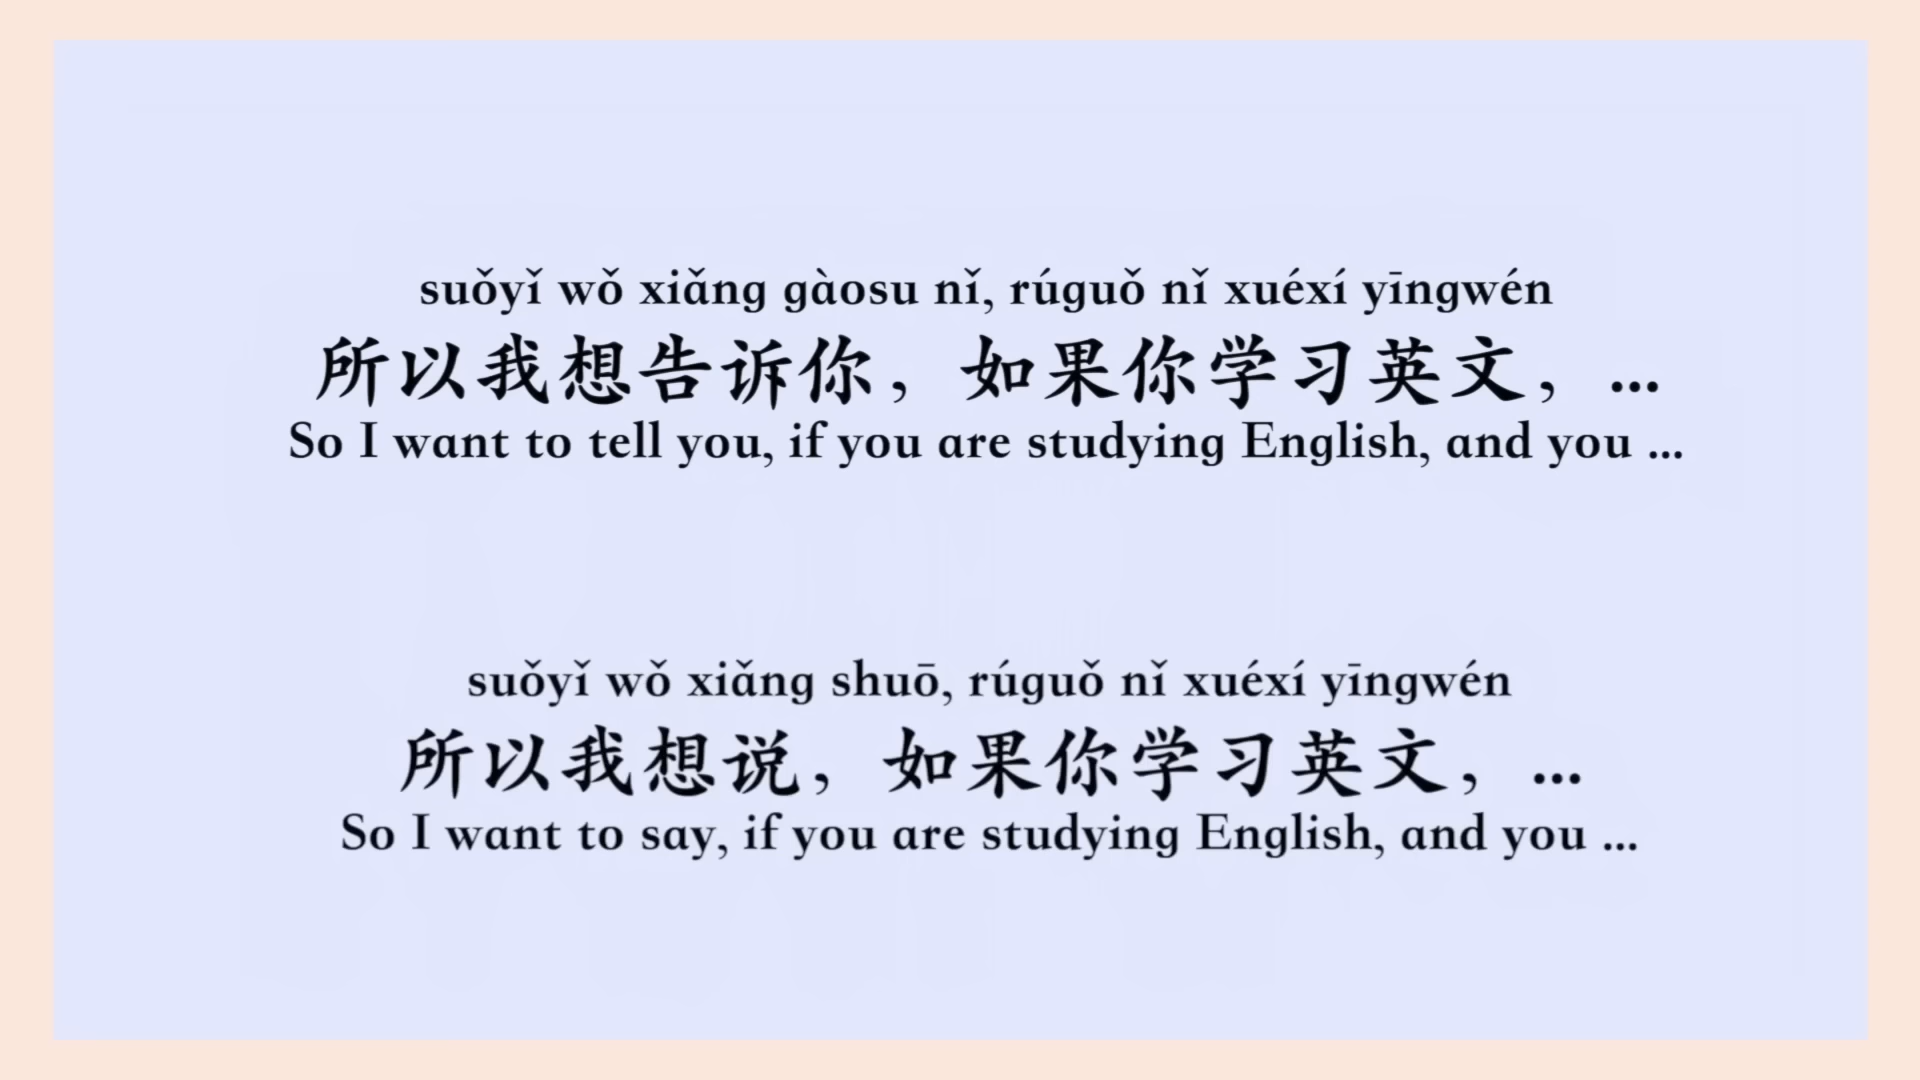 suǒyǐ wǒ xiǎng gàosu nǐ, rúguǒ nǐ xuéxí yīngwén
所以我想告诉你，如果你学习英文，...
So I want to tell you, if you are studying English, and you ...
suǒyǐ wǒ xiǎng shuō, rúguǒ nǐ xuéxí yīngwén
所以我想说，如果你学习英文，...
So I want to say, if you are studying English, and you ...